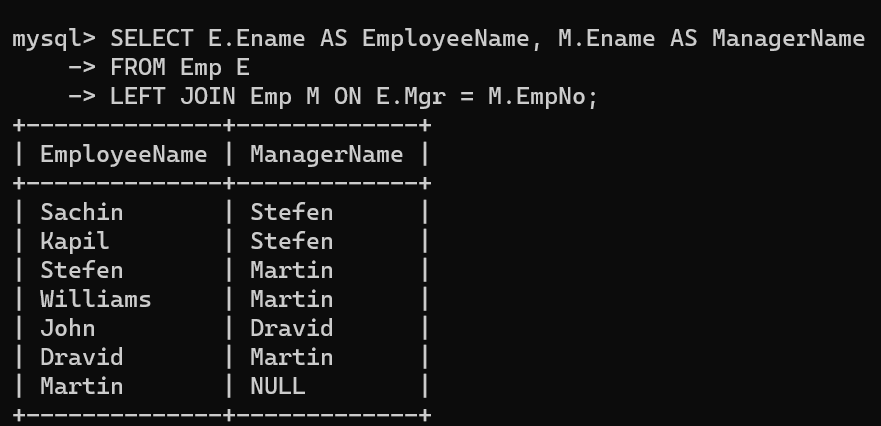 mysql> SELECT E.Ename AS EmployeeName, M.Ename AS ManagerName
    -> FROM Emp E
    -> LEFT JOIN Emp M ON E.Mgr = M.EmpNo;
+--------------+-------------+
| EmployeeName | ManagerName |
+--------------+-------------+
| Sachin       | Stefen      |
| Kapil        | Stefen      |
| Stefen       | Martin      |
| Williams     | Martin      |
| John         | Dravid      |
| Dravid       | Martin      |
| Martin       | NULL        |
+--------------+-------------+